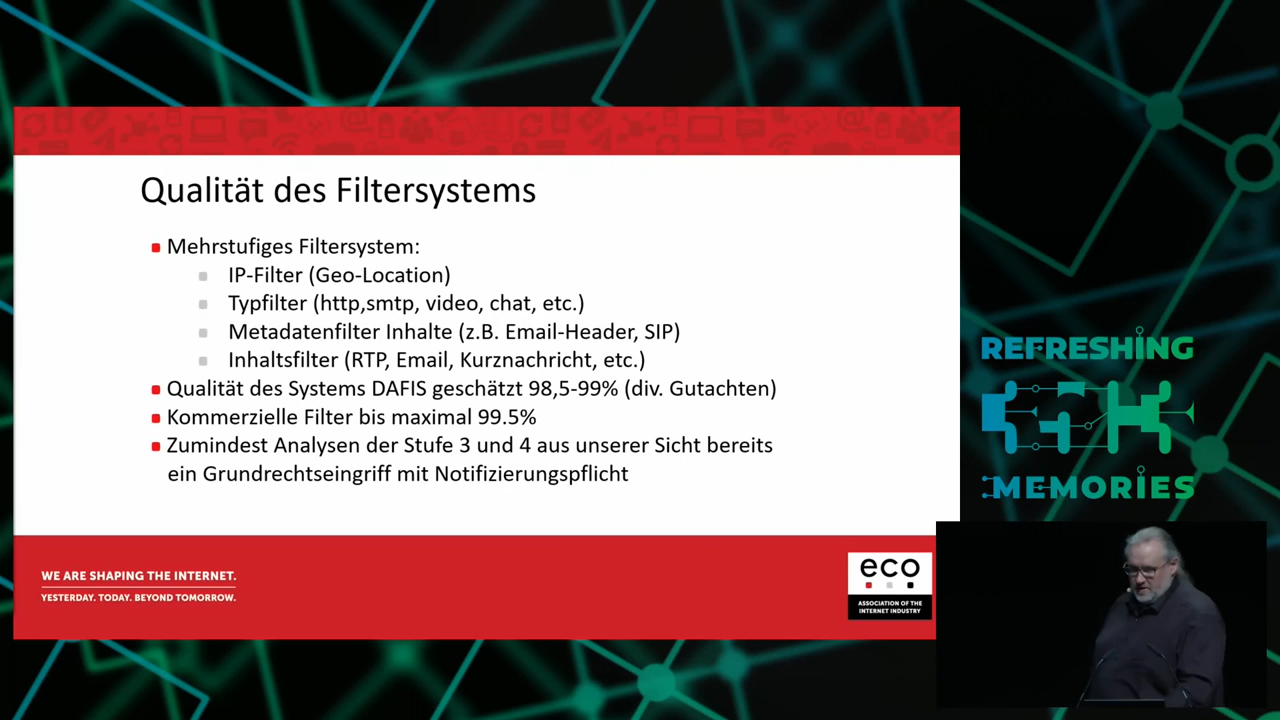 Qualität des Filtersystems
Mehrstufiges Filtersystem:
IP-Filter (Geo-Location)
Typfilter (http,smtp, video, chat, etc.)
Metadatenfilter Inhalte (z.B. Email-Header, SIP)
Inhaltsfilter (RTP, Email, Kurznachricht, etc.)
Qualität des Systems DAFIS geschätzt 98,5-99% (div. Gutachten)
Kommerzielle Filter bis maximal 99.5%
Zumindest Analysen der Stufe 3 und 4 aus unserer Sicht bereits
ein Grundrechtseingriff mit Notifizierungspflicht
WE ARE SHAPING THE INTERNET.
YESTERDAY. TODAY. BEYOND TOMORROW.
eco
ASSOCIATION OF THE
INTERNET INDUSTRY
REFRESHING
MEMORIES